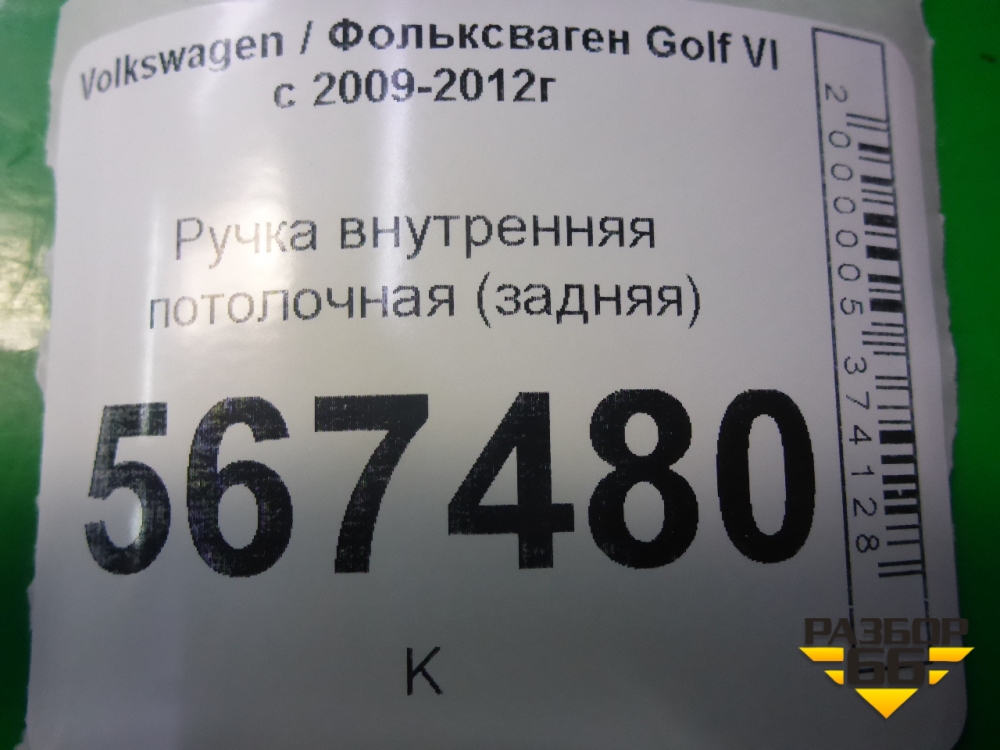 Volkswagen / Фольксваген Golf VI
с 2009-2012г
Ручка внутренняя
потолочная (задняя)
567480
К
2000005374128
РАЗБОР
66